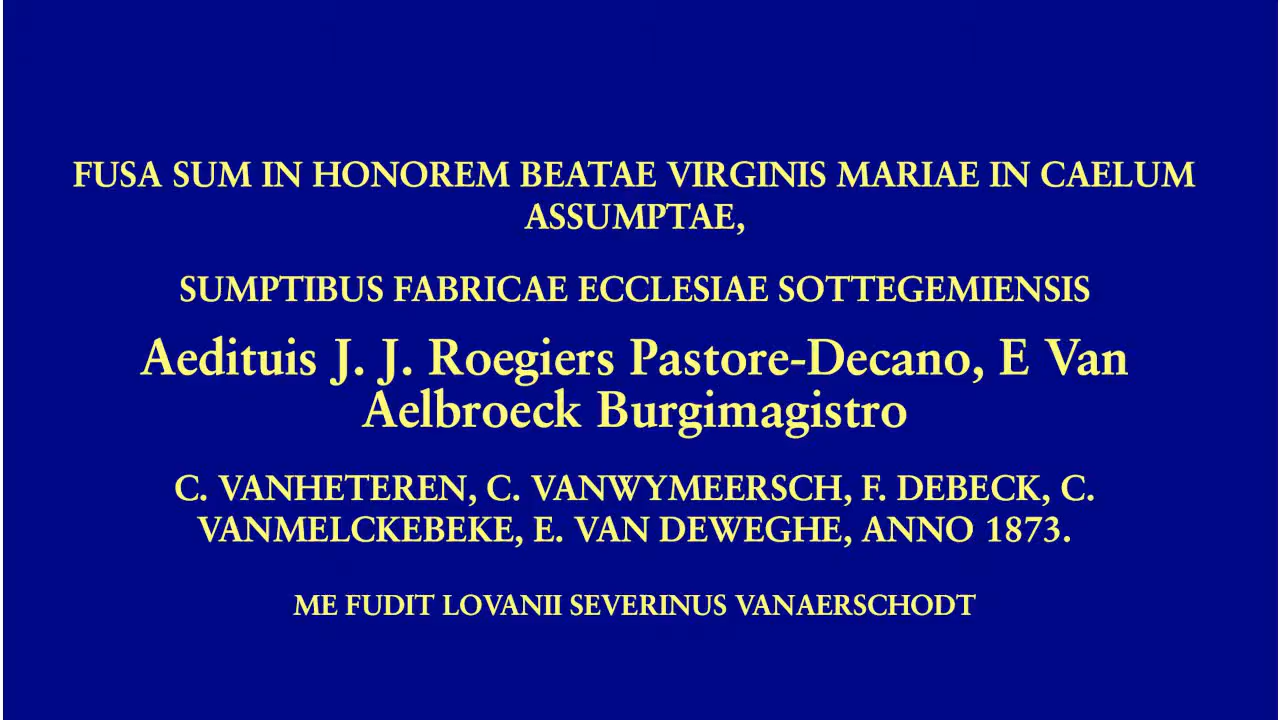 FUSA SUM IN HONOREM BEATAE VIRGINIS MARIAE IN CAELUM
ASSUMPTAE,
SUMPTIBUS FABRICAE ECCLESIAE SOTTEGEMIENSIS
Aedituis J. J. Roegiers Pastore-Decano, E Van
Aelbroeck Burgimagistro
C. VANHETEREN, C. VANWYMEERSCH, F. DEBECK, C.
VANMELCKEBEKE, E. VAN DEWEGHE, ANNO 1873.
ME FUDIT LOVANII SEVERINUS VANAERSCHODT